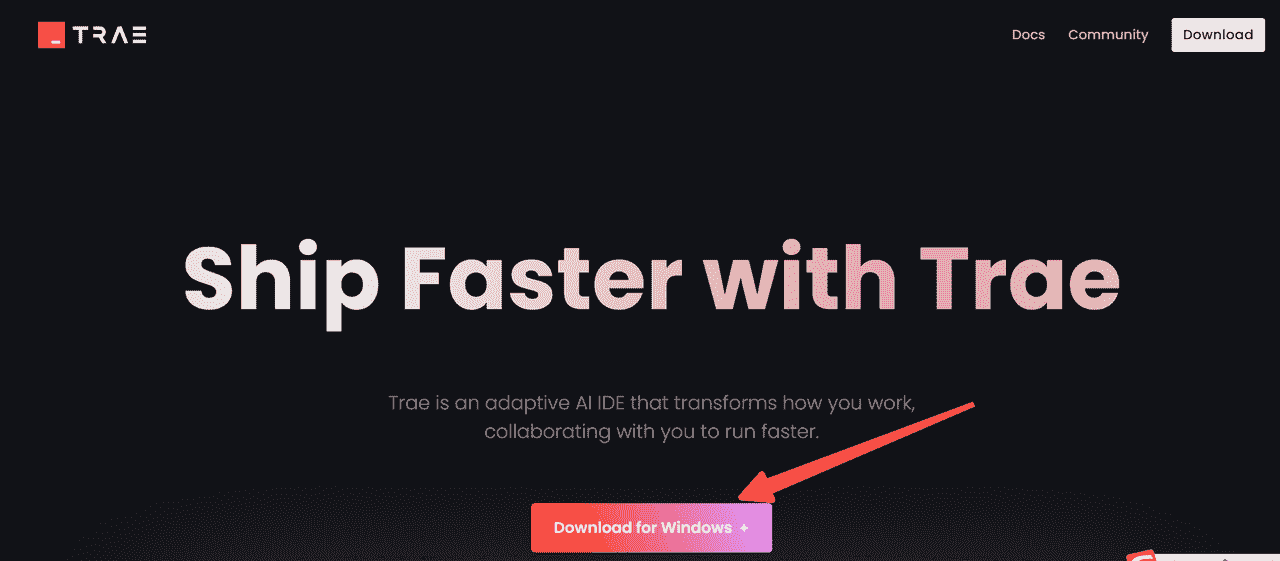 TRAE
Docs
Community
Download
Ship Faster with Trae
Trae is an adaptive AI IDE that transforms how you work,
collaborating with you to run faster.
Download for Windows